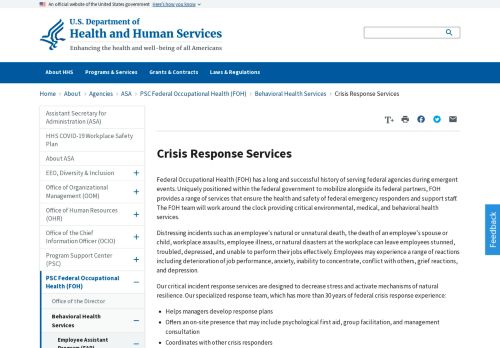 An official website of the United States government Here's how you know
U.S. Department of
Health and Human Services
Enhancing the health and well-being of all Americans
About HHS Programs & Services Grants & Contracts Laws & Regulations
Home › About › Agencies › ASA › PSC Federal Occupational Health (FOH) › Behavioral Health Services › Crisis Response Services
Assistant Secretary for
Administration (ASA)
HHS COVID-19 Workplace Safety
Plan
About ASA
EEO, Diversity & Inclusion
Office of Organizational
Management (OOM)
Office of Human Resources
(OHR)
Office of the Chief
Information Officer (OCIO)
Program Support Center
(PSC)
PSC Federal Occupational
Health (FOH)
Office of the Director
Behavioral Health
Services
Employee Assistant
Program (EAP)
T+
Crisis Response Services
Federal Occupational Health (FOH) has a long and successful history of serving federal agencies during emergent
events. Uniquely positioned within the federal government to mobilize alongside its federal partners, FOH
provides a range of services that ensure the health and safety of federal emergency responders and support staff.
The FOH team will work around the clock providing critical environmental, medical, and behavioral health
services.
Distressing incidents such as an employee's natural or unnatural death, the death of an employee's spouse or
child, workplace assaults, employee illness, or natural disasters at the workplace can leave employees stunned,
troubled, depressed, and unable to perform their jobs effectively. Employees may experience a range of reactions
including deterioration of job performance, anxiety, inability to concentrate, conflict with others, grief reactions,
and depression.
Our critical incident response services are designed to decrease stress and activate mechanisms of natural
resilience. Our specialized response team, which has more than 30 years of federal crisis response experience:
• Helps managers develop response plans
• Offers an on-site presence that may include psychological first aid, group facilitation, and management
consultation
• Coordinates with other crisis responders
Feedback